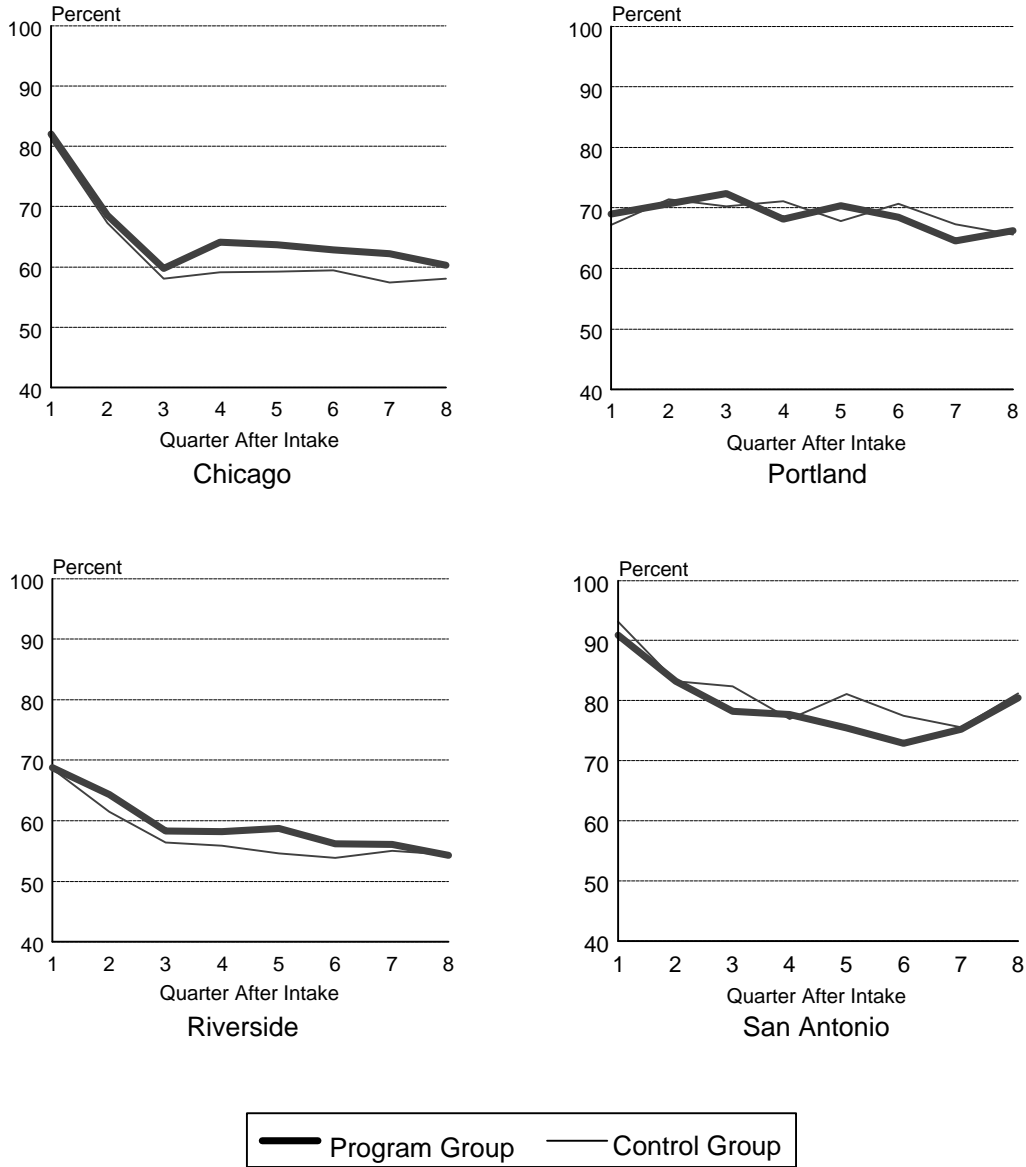 Percent
100
90
80
70
60
50
40
1 2 3 4 5 6 7 8
Quarter After Intake
Chicago
Percent
100
90
80
70
60
50
40
1 2 3 4 5 6 7 8
Quarter After Intake
Portland
Percent
100
90
80
70
60
50
40
1 2 3 4 5 6 7 8
Quarter After Intake
Riverside
Percent
100
90
80
70
60
50
40
1 2 3 4 5 6 7 8
Quarter After Intake
San Antonio
Program Group Control Group